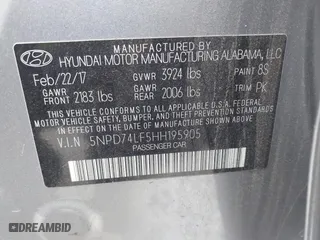 MANUFACTURED BY
HYUNDAI MOTOR MANUFACTURING ALABAMA, LLC
Feb/22/17 GVWR 3924 lbs PAINT 8S
GAWR FRONT 2183 lbs GAWR REAR 2006 lbs TRIM PK
THIS VEHICLE CONFORMS TO ALL APPLICABLE U.S. FEDERAL MOTOR VEHICLE SAFETY, BUMPER, AND THEFT PREVENTION STANDARDS IN EFFECT ON THE DATE OF MANUFACTURE SHOWN ABOVE.
V.I.N 5NPD74LF5HH195905
PASSENGER CAR
DREAMBID